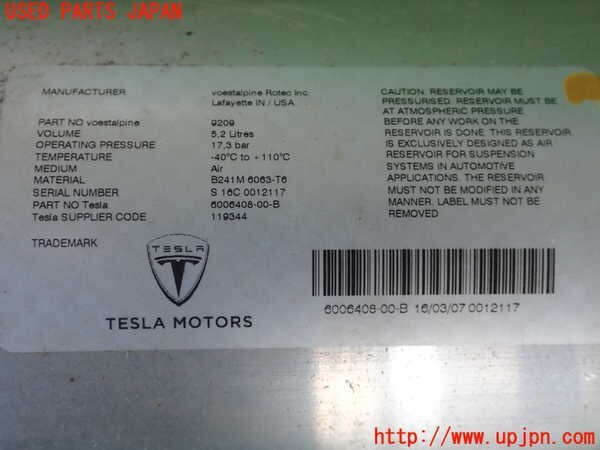 USED PARTS JAPAN
MANUFACTURER voestalpine Rotec Inc.
Lafayette IN / USA
PART NO voestalpine 9209
VOLUME 5,2 Litres
OPERATING PRESSURE 17,3 bar
TEMPERATURE -40°C to +110°C
MEDIUM Air
MATERIAL B241M 6063-T6
SERIAL NUMBER S 16C 0012117
PART NO Tesla 6006408-00-B
Tesla SUPPLIER CODE 119344
TRADEMARK
TESLA
TESLA MOTORS
CAUTION. RESERVOIR MAY BE
PRESSURISED. RESERVOIR MUST BE
AT ATMOSPHERIC PRESSURE
BEFORE ANY WORK ON THE
RESERVOIR IS DONE. THIS RESERVOIR
IS EXCLUSIVELY DESIGNED AS AIR
RESERVOIR FOR SUSPENSION
SYSTEMS IN AUTOMOTIVE
APPLICATIONS. THE RESERVOIR
MUST NOT BE MODIFIED IN ANY
MANNER. LABEL MUST NOT BE
REMOVED
6006408-00-B 16/03/07 0012117
http://www.upjpn.com/